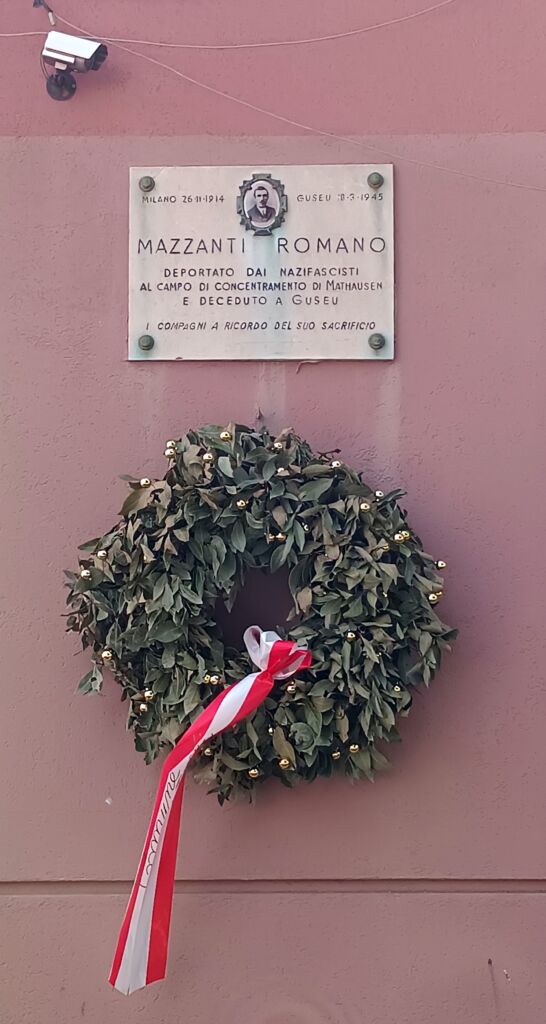 MILANO 26·11·1914 GUSEU 11·3·1945
MAZZANTI ROMANO
DEPORTATO DAI NAZIFASCISTI
AL CAMPO DI CONCENTRAMENTO DI MATHAUSEN
E DECEDUTO A GUSEU
I COMPAGNI A RICORDO DEL SUO SACRIFICIO
Comune